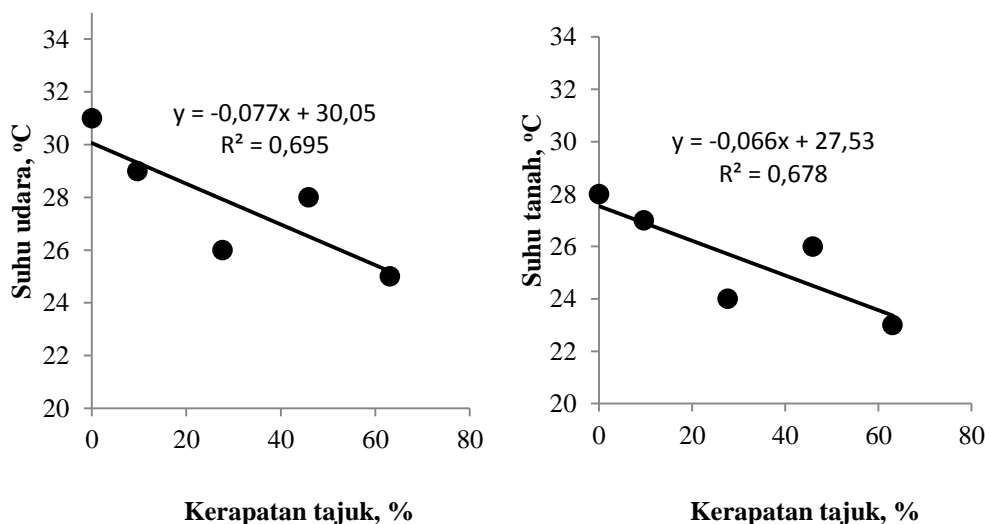 Suhu udara, °C
34
32
30
28
26
24
22
20
y = -0,077x + 30,05
R² = 0,695
0 20 40 60 80
Kerapatan tajuk, %
Suhu tanah, °C
34
32
30
28
26
24
22
20
y = -0,066x + 27,53
R² = 0,678
0 20 40 60 80
Kerapatan tajuk, %